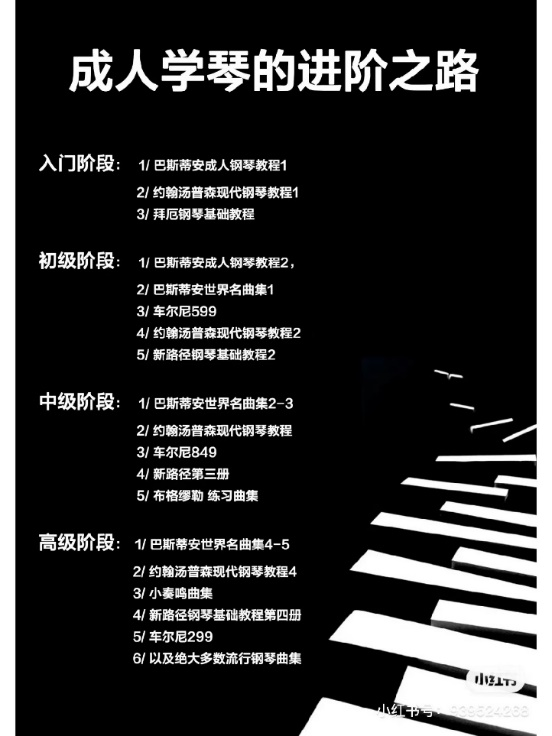 成人学琴的进阶之路
入门阶段： 1/ 巴斯蒂安成人钢琴教程1
2/ 约翰汤普森现代钢琴教程1
3/ 拜厄钢琴基础教程
初级阶段： 1/ 巴斯蒂安成人钢琴教程2，
2/ 巴斯蒂安世界名曲集1
3/ 车尔尼599
4/ 约翰汤普森现代钢琴教程2
5/ 新路径钢琴基础教程2
中级阶段： 1/ 巴斯蒂安世界名曲集2-3
2/ 约翰汤普森现代钢琴教程
3/ 车尔尼849
4/ 新路径第三册
5/ 布格缪勒 练习曲集
高级阶段： 1/ 巴斯蒂安世界名曲集4-5
2/ 约翰汤普森现代钢琴教程4
3/ 小奏鸣曲集
4/ 新路径钢琴基础教程第四册
5/ 车尔尼299
6/ 以及绝大多数流行钢琴曲集
小红书
小红书号：